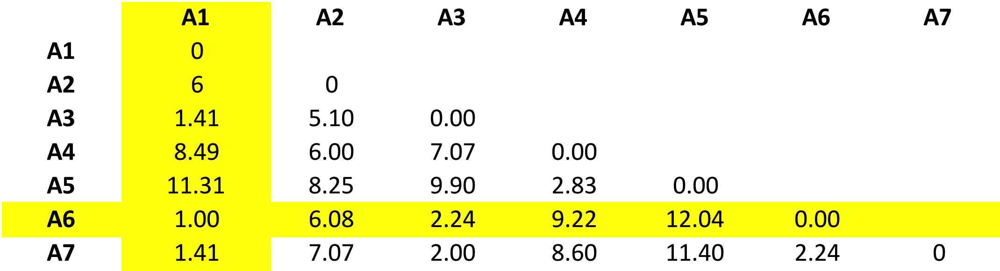 A1 A2 A3 A4 A5 A6 A7
A1 0
A2 6 0
A3 1.41 5.10 0.00
A4 8.49 6.00 7.07 0.00
A5 11.31 8.25 9.90 2.83 0.00
A6 1.00 6.08 2.24 9.22 12.04 0.00
A7 1.41 7.07 2.00 8.60 11.40 2.24 0